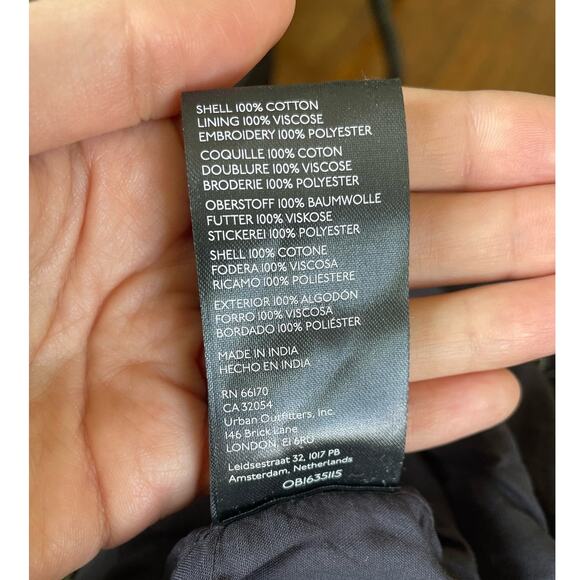 SHELL 100% COTTON
LINING 100% VISCOSE
EMBROIDERY 100% POLYESTER
COQUILLE 100% COTON
DOUBLURE 100% VISCOSE
BRODERIE 100% POLYESTER
OBERSTOFF 100% BAUMWOLLE
FUTTER 100% VISKOSE
STICKEREI 100% POLYESTER
SHELL 100% COTONE
FODERA 100% VISCOSA
RICAMO 100% POLIESTERE
EXTERIOR 100% ALGODÓN
FORRO 100% VISCOSA
BORDADO 100% POLIÉSTER
MADE IN INDIA
HECHO EN INDIA
RN 66170
CA 32054
Urban Outfitters, Inc.
146 Brick Lane
LONDON, E1 6RU
Leidsestraat 32, 1017 PB
Amsterdam, Netherlands
OB1635115